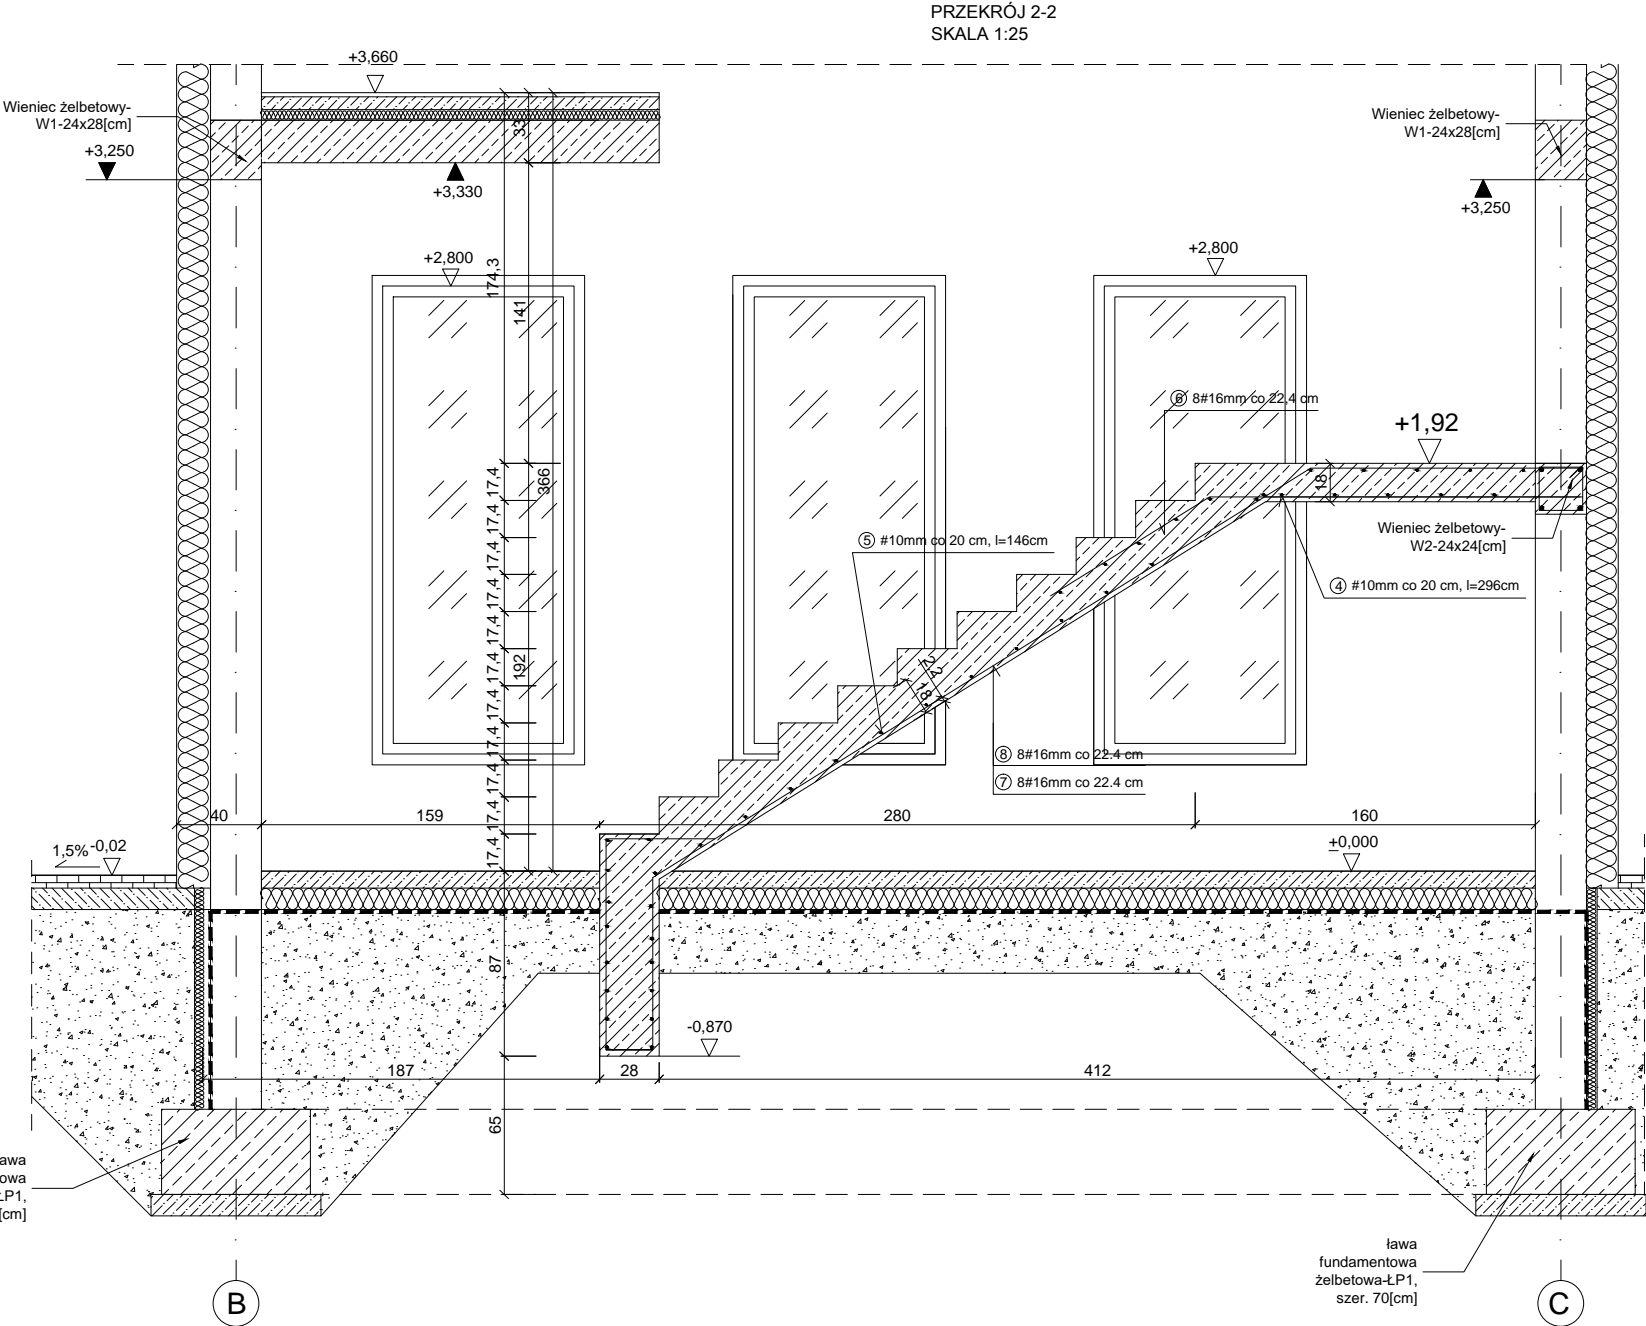 PRZEKRÓJ 2-2
SKALA 1:25
+3,660
Wieniec żelbetowy-
W1-24x28[cm]
+3,250
+3,330
33
Wieniec żelbetowy-
W1-24x28[cm]
+3,250
+2,800
+2,800
174,3
141
366
⑥ 8#16mm co 22,4 cm
+1,92
18
Wieniec żelbetowy-
W2-24x24[cm]
⑤ #10mm co 20 cm, l=146cm
④ #10mm co 20 cm, l=296cm
17,4
17,4
17,4
17,4
17,4
17,4
17,4
17,4
17,4
17,4
17,4
192
22
18
⑧ 8#16mm co 22.4 cm
⑦ 8#16mm co 22.4 cm
40
159
280
160
1,5%
-0,02
+0,000
87
-0,870
187
28
412
65
ława
fundamentowa
żelbetowa-ŁP1,
szer. 70[cm]
owa
ŁP1,
[cm]
B
C